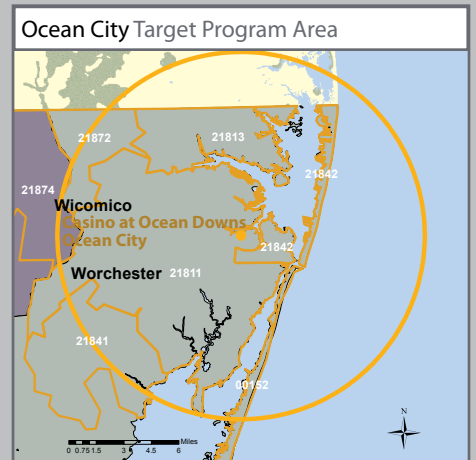 Ocean City Target Program Area
21872
21813
21874
21842
Wicomico
Casino at Ocean Downs
Ocean City
21842
Worchester 21811
21841
00152
N
Miles
0 0.75 1.5 3 4.5 6